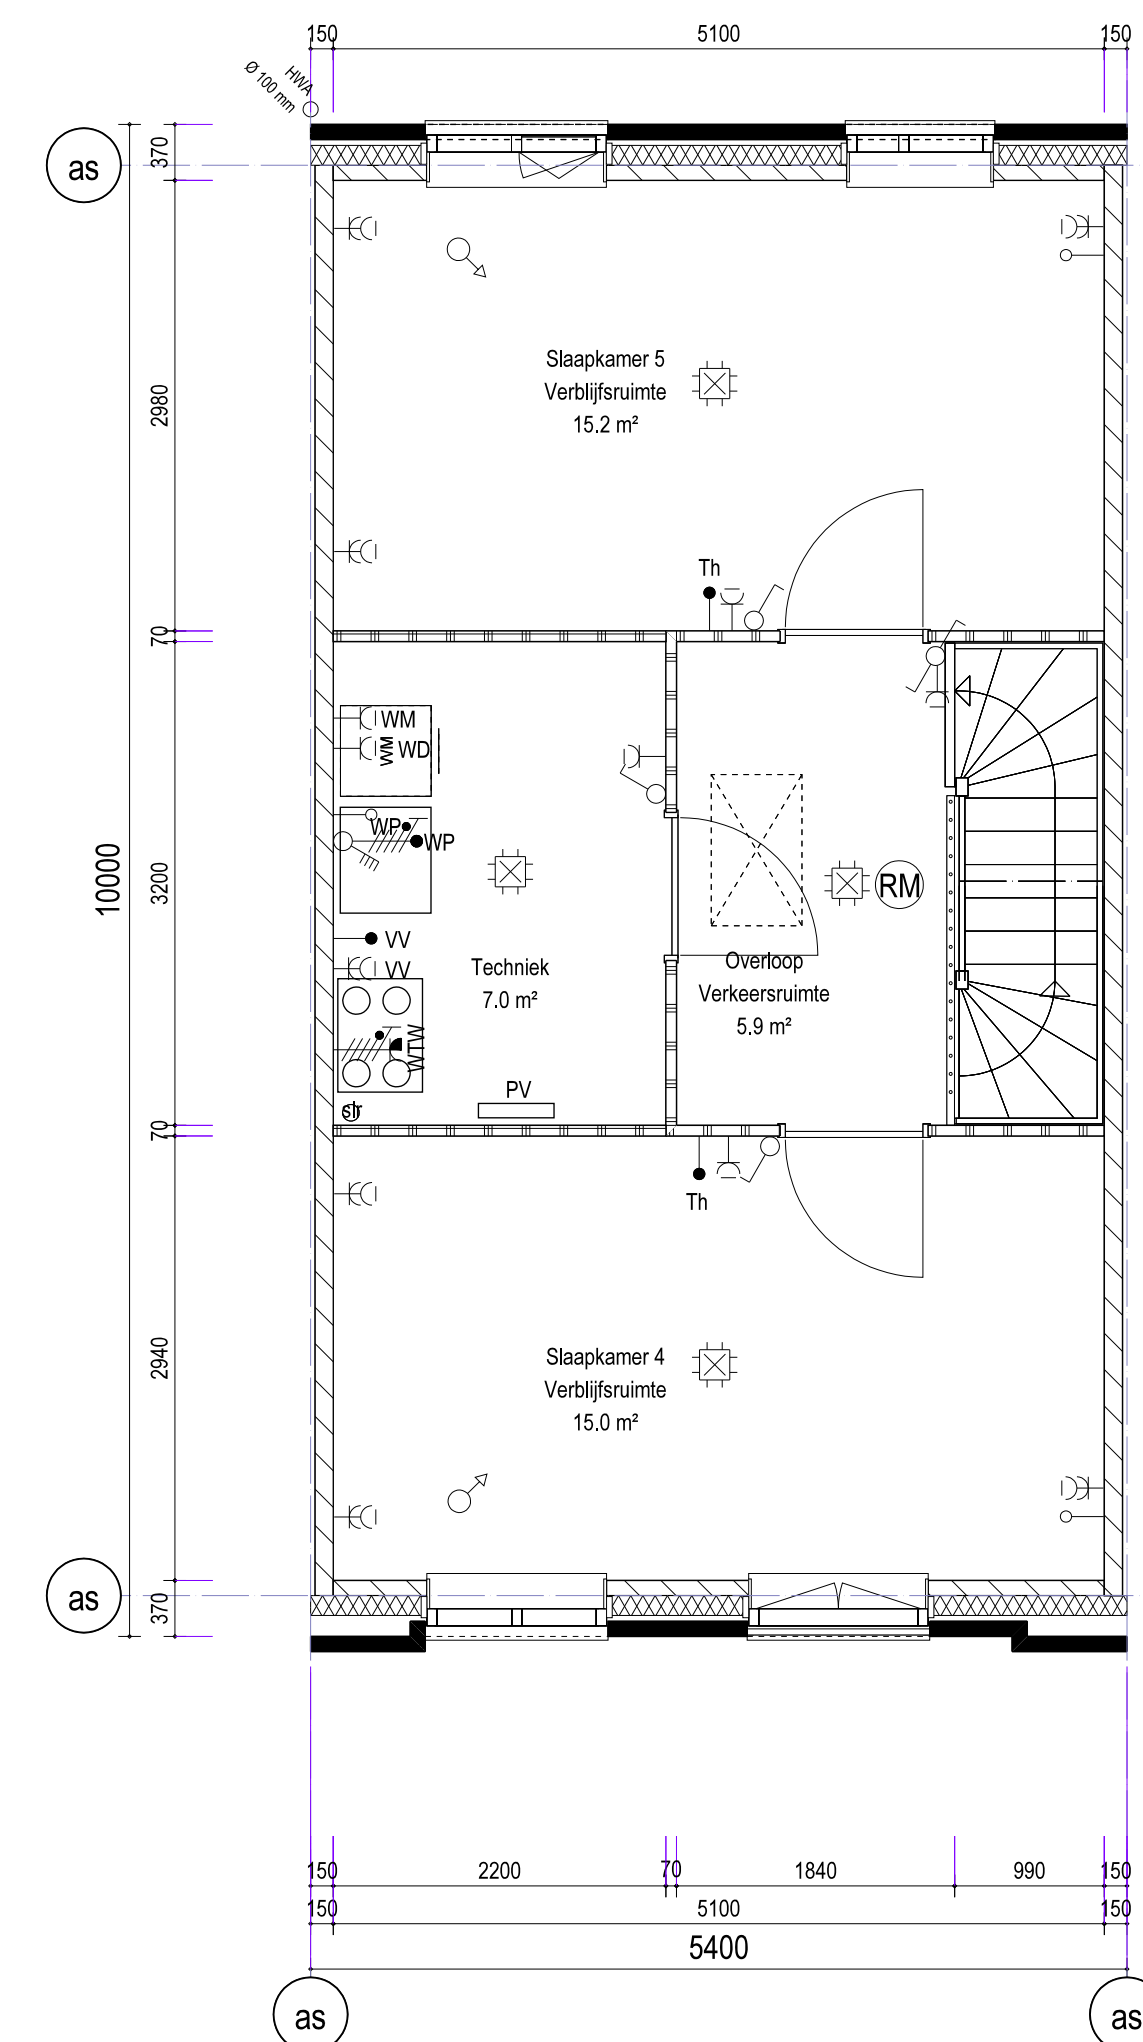 150
5100
150
HWA
Ø 100 mm
as
370
Slaapkamer 5
Verblijfsruimte
15.2 m²
2980
Th
70
WM
WM
WD
WP
WP
10000
3200
RM
VV
VV
Techniek
7.0 m²
Overloop
Verkeersruimte
5.9 m²
WTW
PV
slr
70
Th
2940
Slaapkamer 4
Verblijfsruimte
15.0 m²
as
370
150
2200
70
1840
990
150
150
5100
150
5400
as
as